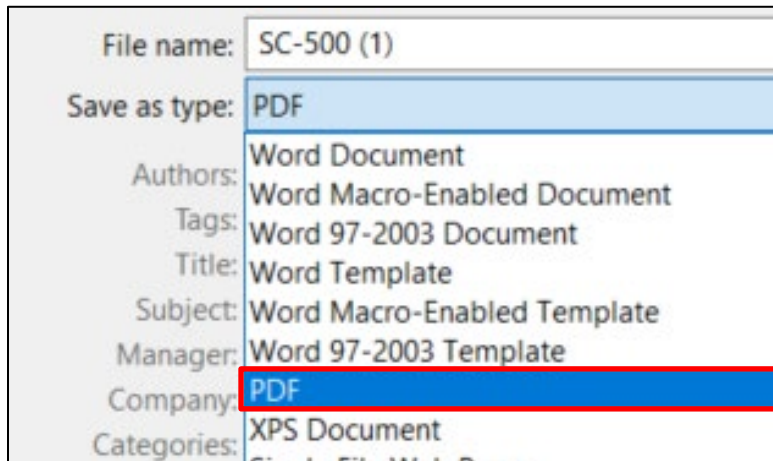 File name: SC-500 (1)
Save as type: PDF
Word Document
Authors:
Word Macro-Enabled Document
Tags:
Word 97-2003 Document
Title: Word Template
Subject: Word Macro-Enabled Template
Manager: Word 97-2003 Template
Company: PDF
Categories: XPS Document